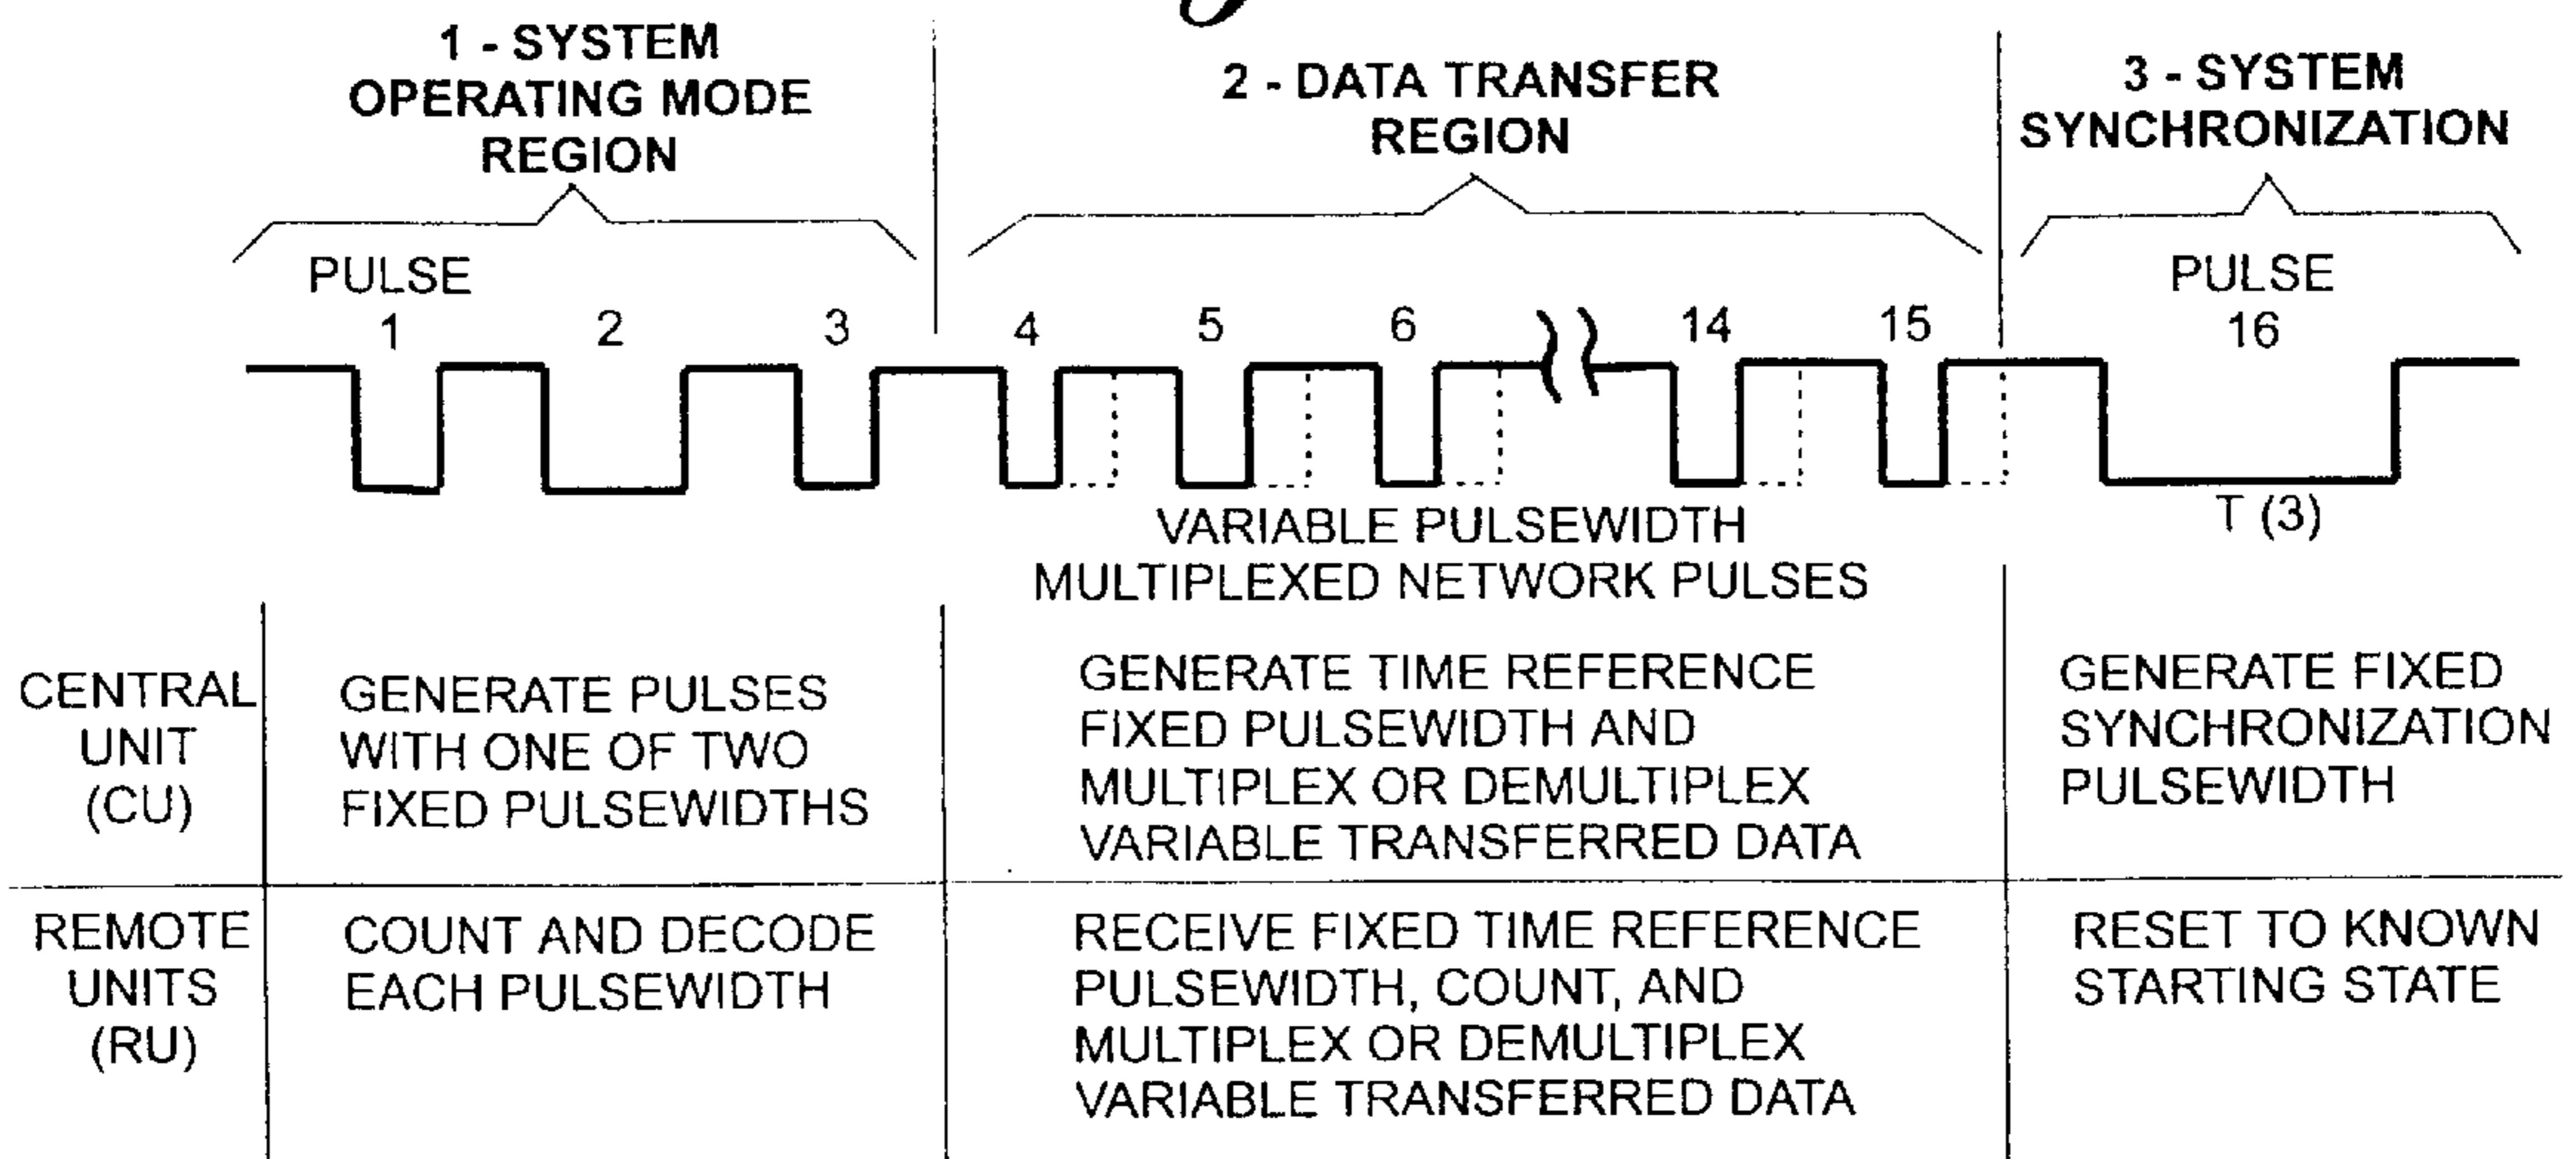 1 - SYSTEM
OPERATING MODE
REGION
2 - DATA TRANSFER
REGION
3 - SYSTEM
SYNCHRONIZATION
PULSE
PULSE
1 2 3 4 5 6 14 15 16
VARIABLE PULSEWIDTH
MULTIPLEXED NETWORK PULSES
T (3)
CENTRAL
UNIT
(CU)
GENERATE PULSES
WITH ONE OF TWO
FIXED PULSEWIDTHS
GENERATE TIME REFERENCE
FIXED PULSEWIDTH AND
MULTIPLEX OR DEMULTIPLEX
VARIABLE TRANSFERRED DATA
GENERATE FIXED
SYNCHRONIZATION
PULSEWIDTH
REMOTE
UNITS
(RU)
COUNT AND DECODE
EACH PULSEWIDTH
RECEIVE FIXED TIME REFERENCE
PULSEWIDTH, COUNT, AND
MULTIPLEX OR DEMULTIPLEX
VARIABLE TRANSFERRED DATA
RESET TO KNOWN
STARTING STATE